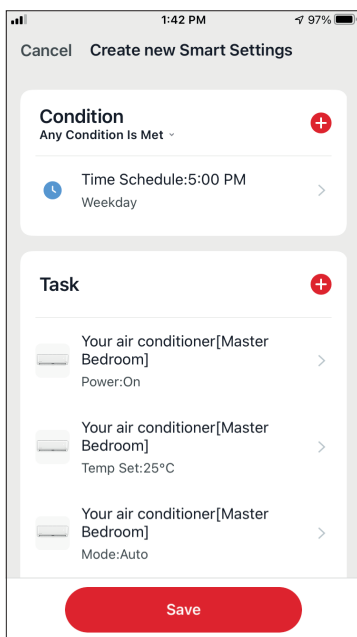 1:42 PM
97%
Cancel Create new Smart Settings
Condition
Any Condition Is Met
Time Schedule:5:00 PM
Weekday
Task
Your air conditioner[Master
Bedroom]
Power:On
Your air conditioner[Master
Bedroom]
Temp Set:25°C
Your air conditioner[Master
Bedroom]
Mode:Auto
Save